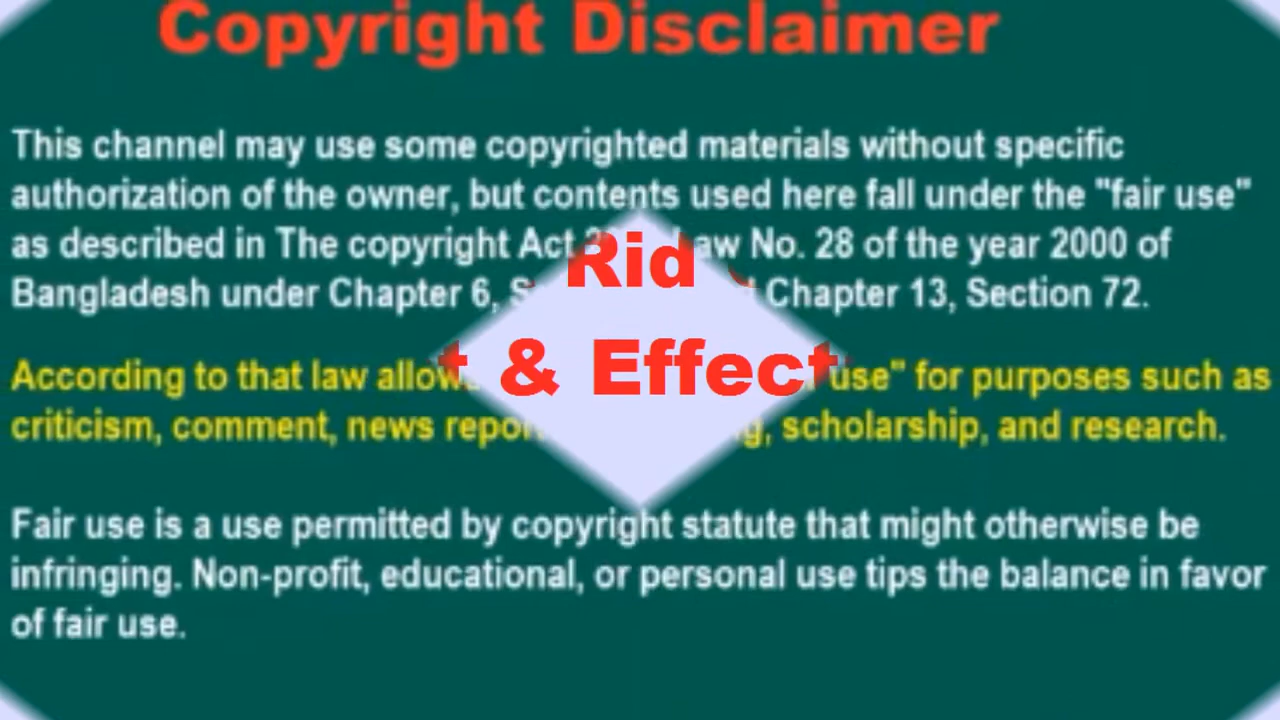 Copyright Disclaimer
This channel may use some copyrighted materials without specific
authorization of the owner, but contents used here fall under the "fair use"
as described in The copyright Act Law No. 28 of the year 2000 of
Bangladesh under Chapter 6, Chapter 13, Section 72.
Rid
& Effect
According to that law use" for purposes such as
criticism, comment, news scholarship, and research.
Fair use is a use permitted by copyright statute that might otherwise be
infringing. Non-profit, educational, or personal use tips the balance in favor
of fair use.